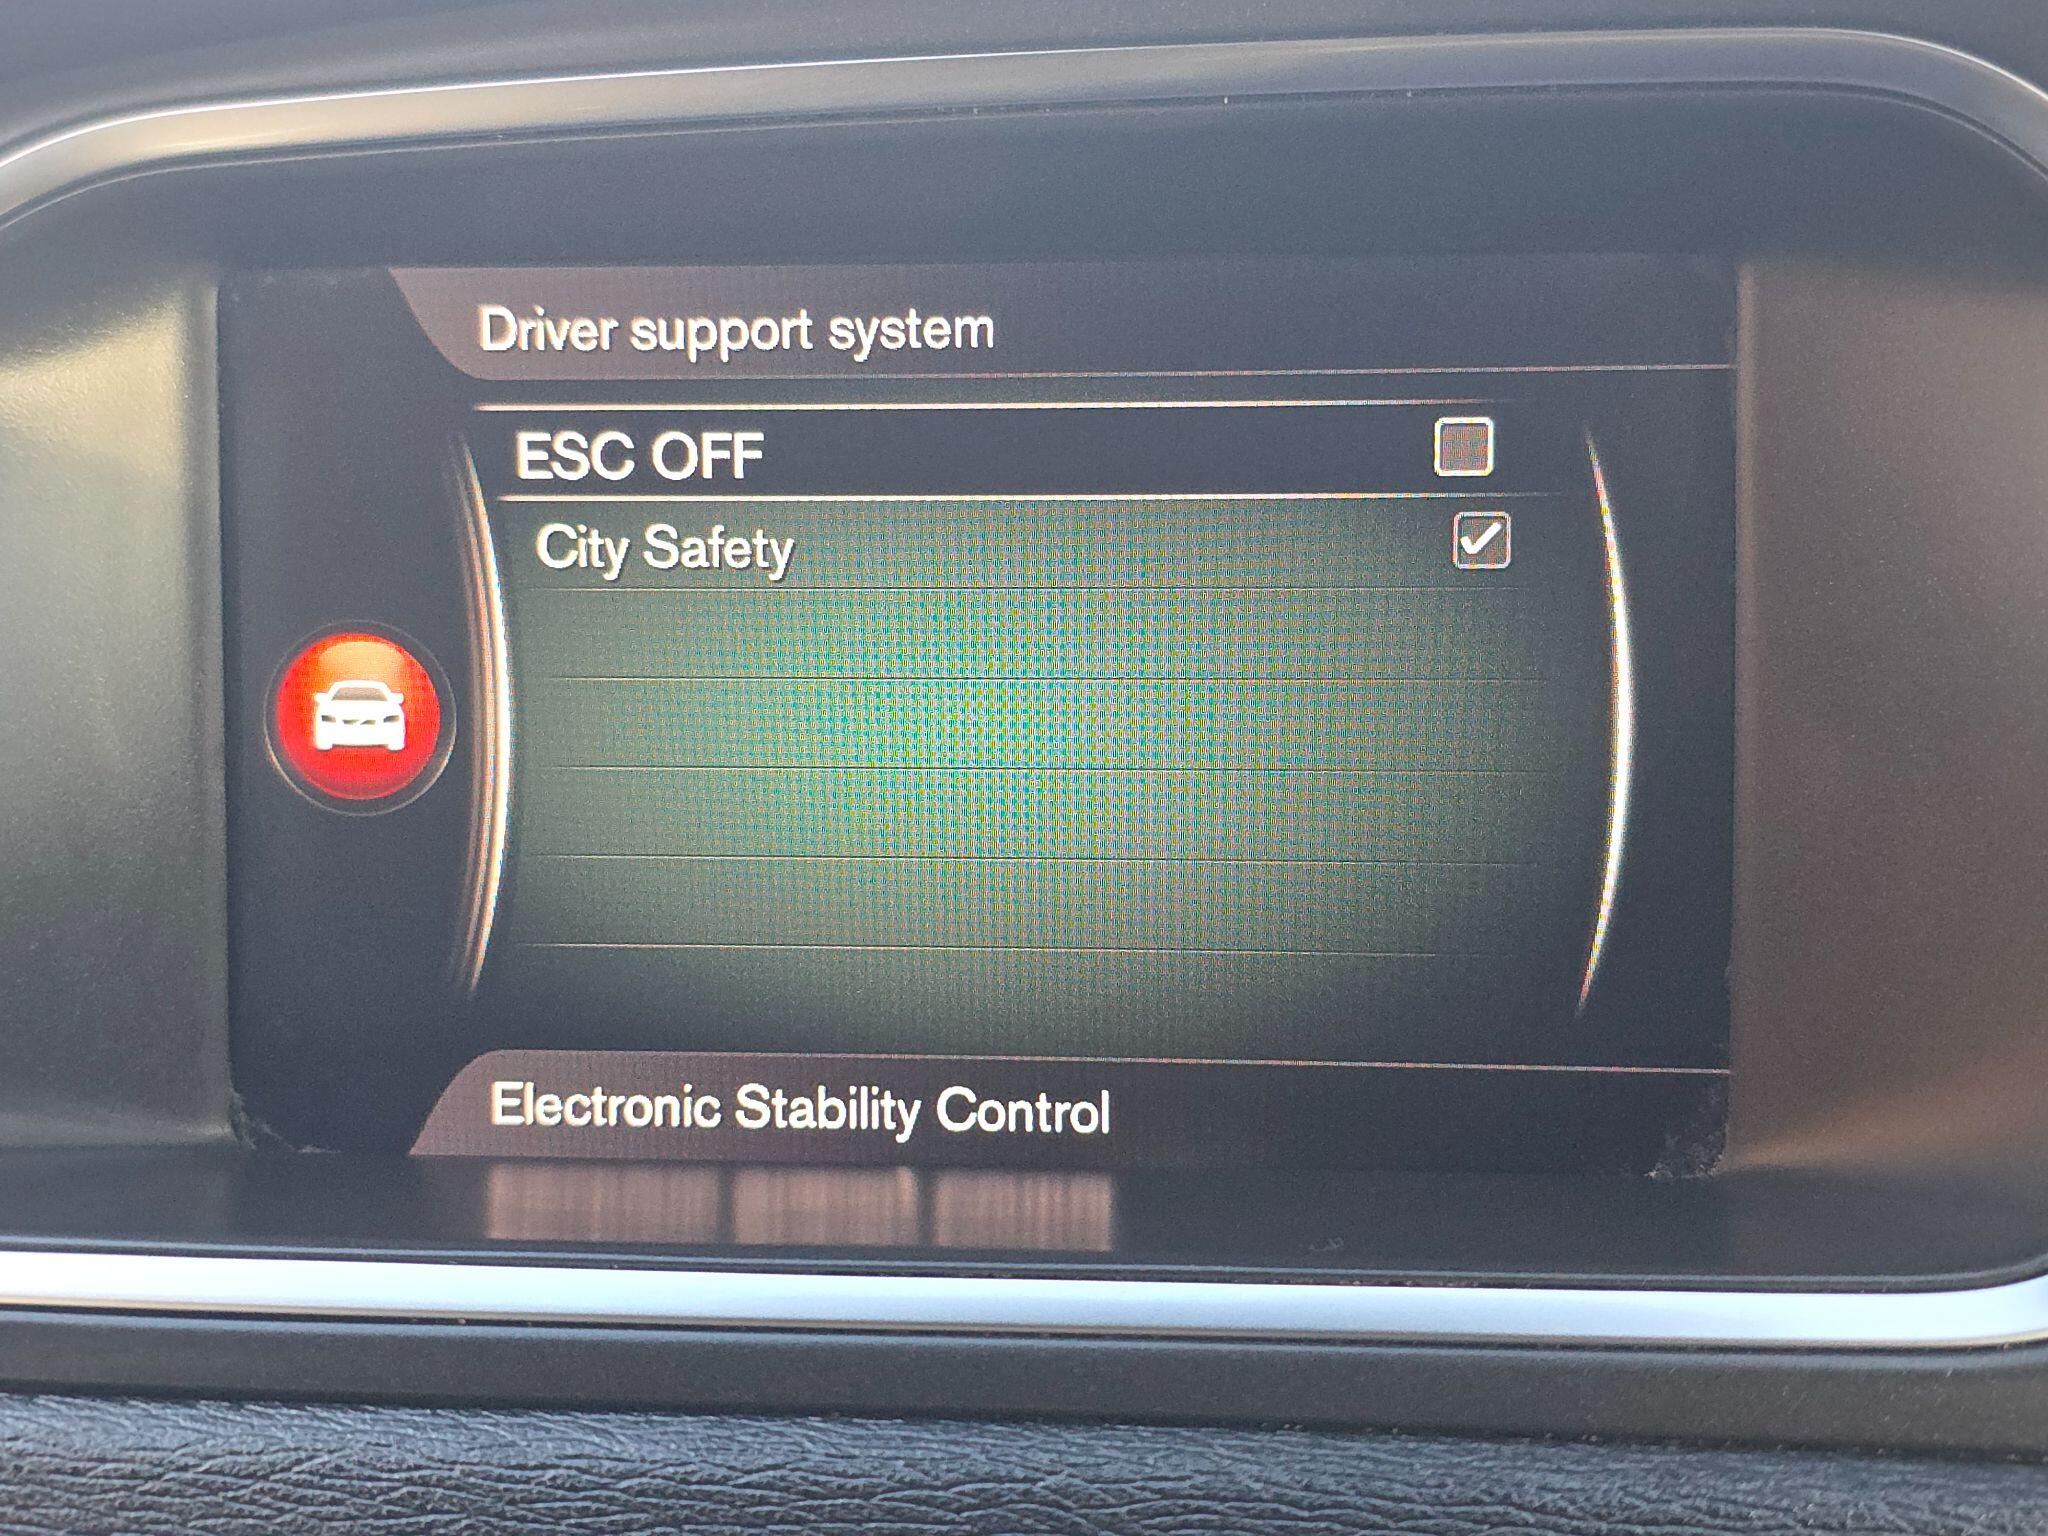 Driver support system
ESC OFF
City Safety
Electronic Stability Control